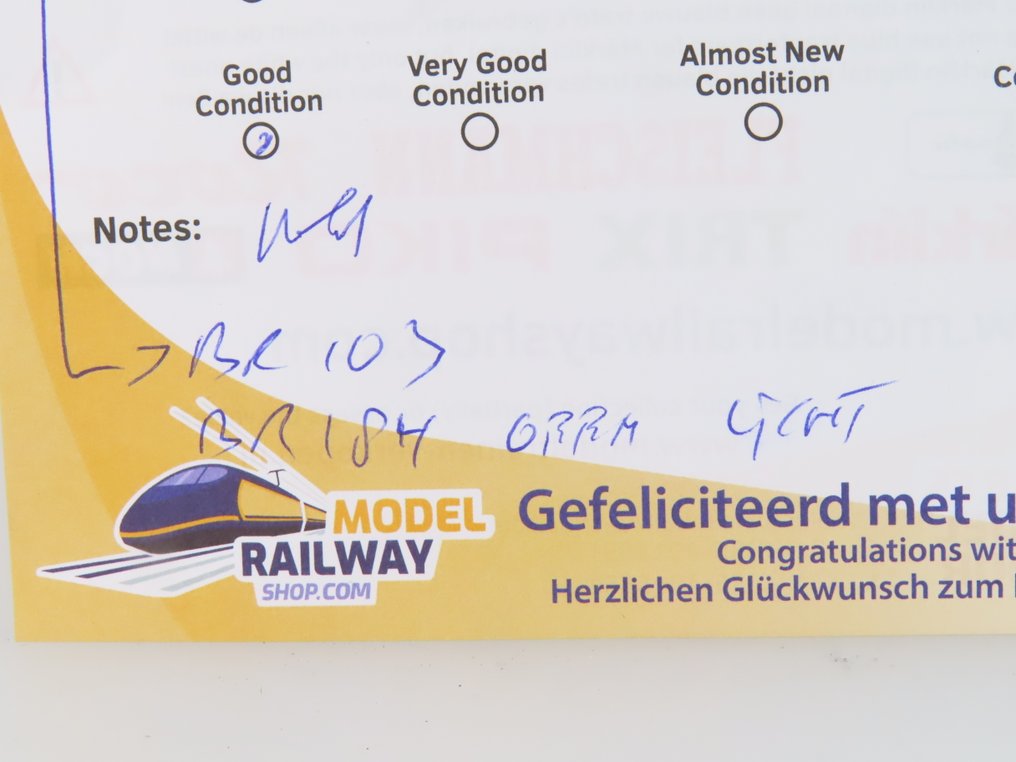 Good Condition
Very Good Condition
Almost New Condition
Notes:
BR 103
BR 184
MODEL
RAILWAY
SHOP.COM
Gefeliciteerd met u
Congratulations wit
Herzlichen Glückwunsch zum